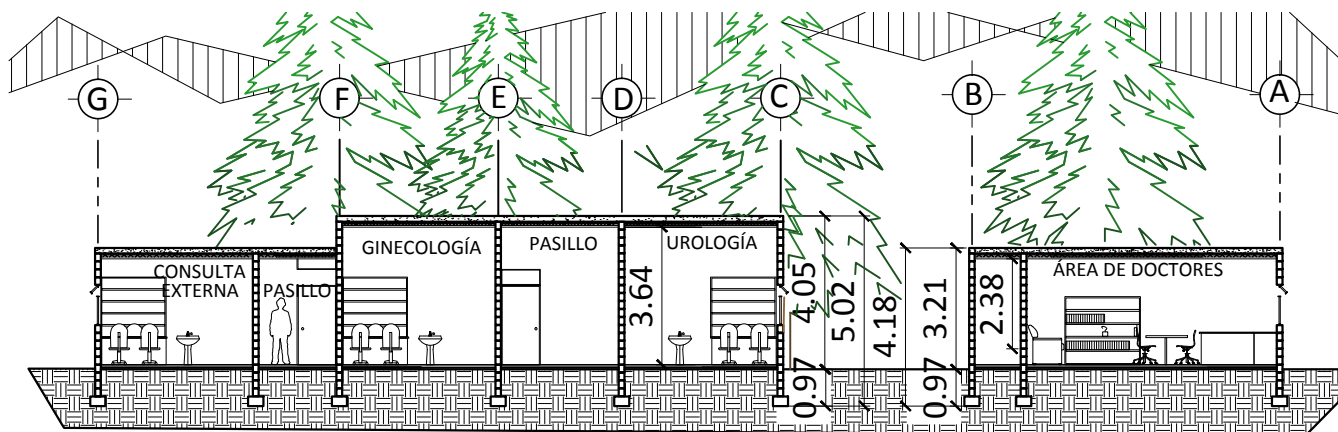 G
F
E
D
C
B
A
GINECOLOGÍA
PASILLO
UROLOGÍA
CONSULTA
EXTERNA
PASILLO
ÁREA DE DOCTORES
3.64
4.05
0.97
5.02
4.18
3.21
0.97
2.38